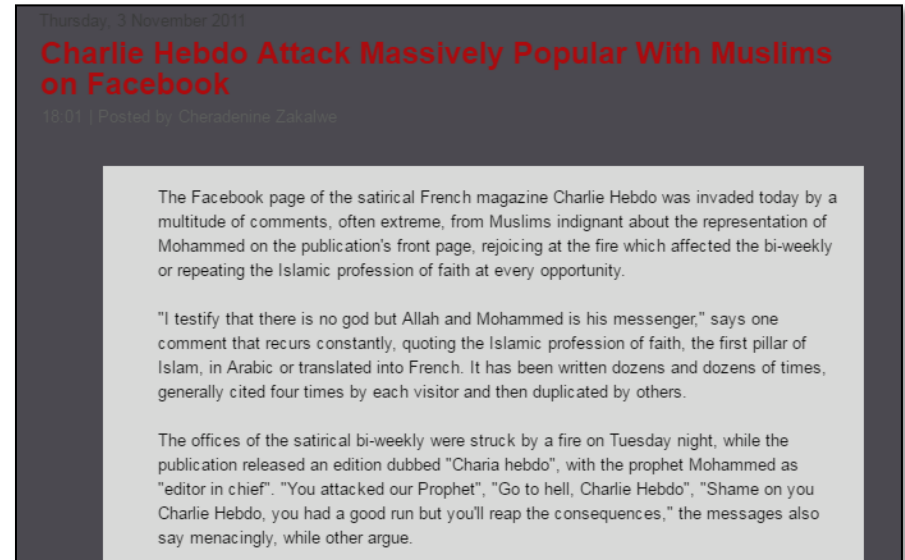 Thursday, 3 November 2011
Charlie Hebdo Attack Massively Popular With Muslims
on Facebook
18:01 | Posted by Cheradenine Zakalwe
The Facebook page of the satirical French magazine Charlie Hebdo was invaded today by a
multitude of comments, often extreme, from Muslims indignant about the representation of
Mohammed on the publication's front page, rejoicing at the fire which affected the bi-weekly
or repeating the Islamic profession of faith at every opportunity.
"I testify that there is no god but Allah and Mohammed is his messenger," says one
comment that recurs constantly, quoting the Islamic profession of faith, the first pillar of
Islam, in Arabic or translated into French. It has been written dozens and dozens of times,
generally cited four times by each visitor and then duplicated by others.
The offices of the satirical bi-weekly were struck by a fire on Tuesday night, while the
publication released an edition dubbed "Charia hebdo", with the prophet Mohammed as
"editor in chief". "You attacked our Prophet", "Go to hell, Charlie Hebdo", "Shame on you
Charlie Hebdo, you had a good run but you'll reap the consequences," the messages also
say menacingly, while other argue.